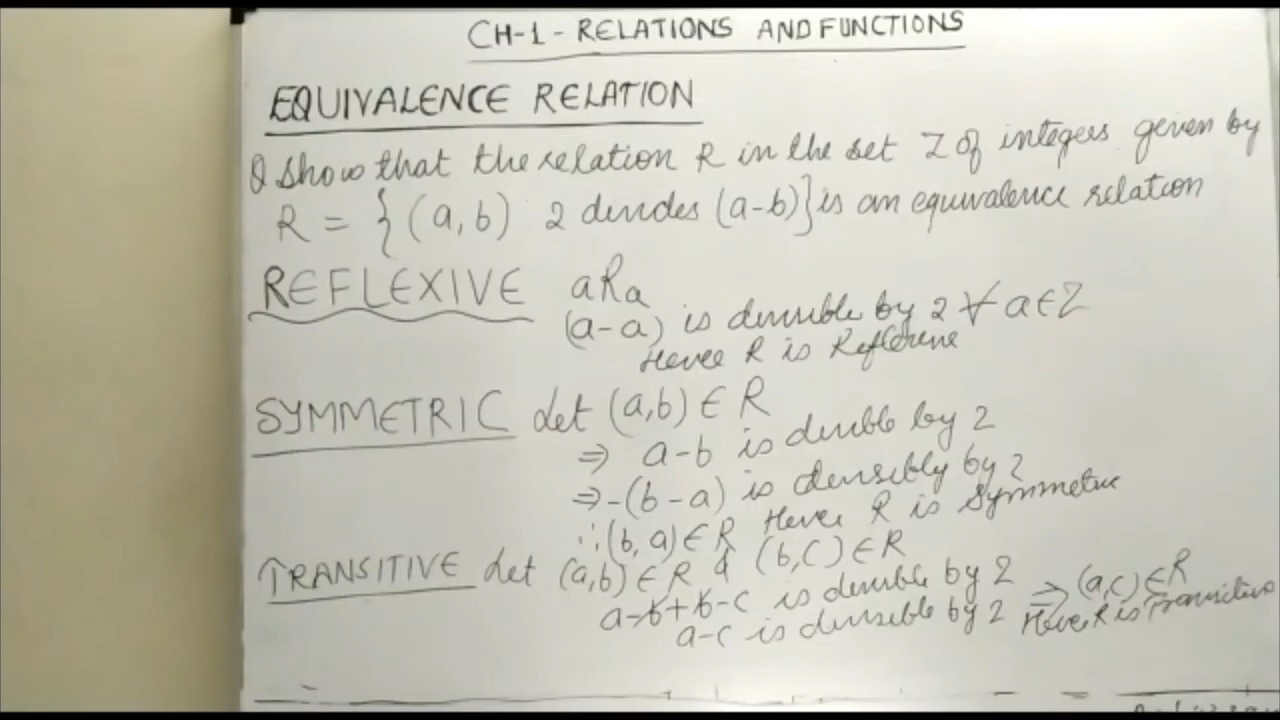 CH-1 - RELATIONS AND FUNCTIONS
EQUIVALENCE RELATION
Q Show that the relation R in the set Z of integers given by
R = { (a,b) 2 divides (a-b)} is an equivalence relation
REFLEXIVE aRa
(a-a) is divisible by 2 ∀ a∈Z
Hence R is Reflexive
SYMMETRIC Let (a,b) ∈ R
⇒ a-b is divisible by 2
⇒ -(b-a) is divisibly by 2
∴ (b,a) ∈ R Hence R is Symmetric
TRANSITIVE Let (a,b) ∈ R & (b,c) ∈ R
a-b+b-c is divisible by 2 ⇒ (a,c) ∈ R
a-c is divisible by 2 Hence R is Transitive